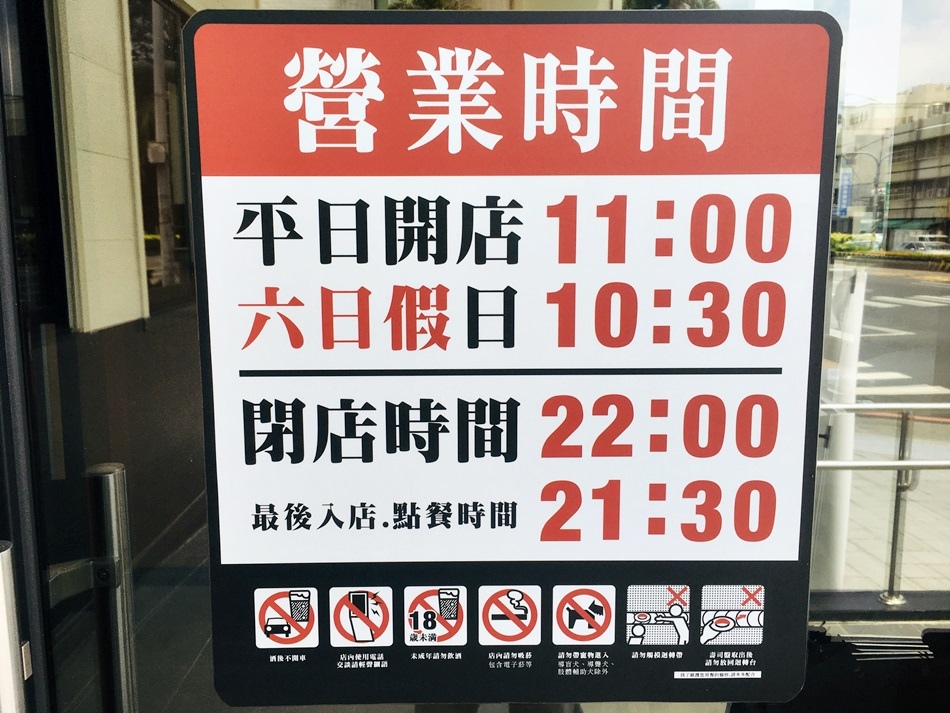 營業時間
平日開店 11:00
六日假日 10:30
閉店時間 22:00
最後入店.點餐時間 21:30
18
歲未滿
酒後不開車
店內使用電話
交談請輕聲細語
未成年請勿飲酒
店內請勿吸菸
包含電子菸等
請勿帶寵物進入
導盲犬、導聾犬、
肢體輔助犬除外
請勿觸摸迴轉帶
壽司盤取出後
請勿放回迴轉台